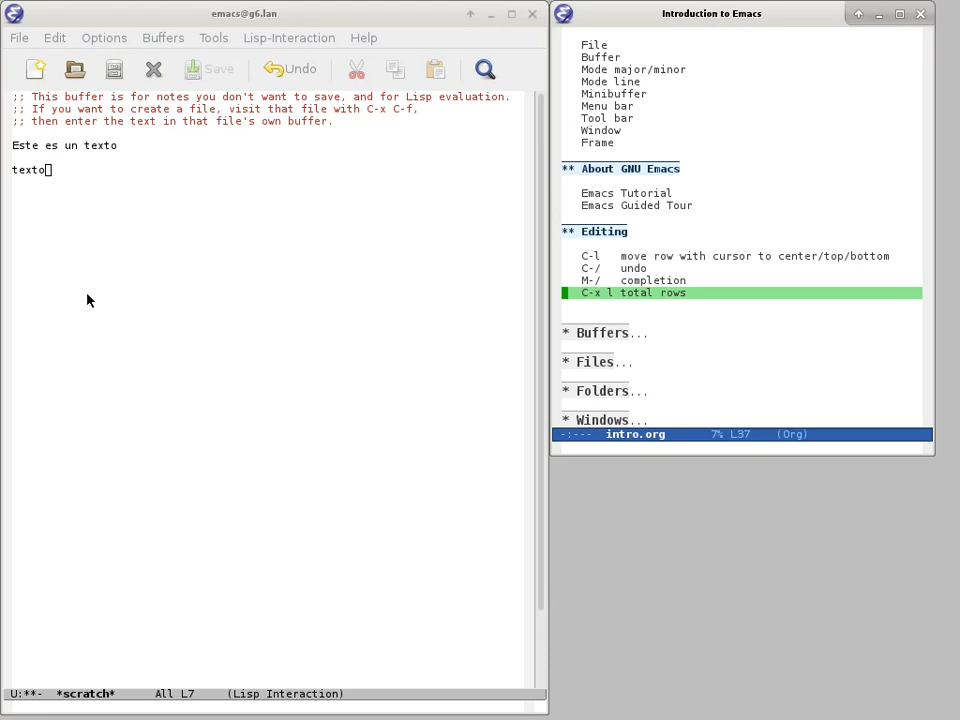 emacs@g6.lan
File Edit Options Buffers Tools Lisp-Interaction Help
Save Undo
;; This buffer is for notes you don't want to save, and for Lisp evaluation.
;; If you want to create a file, visit that file with C-x C-f,
;; then enter the text in that file's own buffer.
Este es un texto
texto
U:**- *scratch* All L7 (Lisp Interaction)
Introduction to Emacs
File
Buffer
Mode major/minor
Mode line
Minibuffer
Menu bar
Tool bar
Window
Frame
** About GNU Emacs
Emacs Tutorial
Emacs Guided Tour
** Editing
C-l move row with cursor to center/top/bottom
C-/ undo
M-/ completion
C-x l total rows
* Buffers...
* Files...
* Folders...
* Windows...
-:--- intro.org 7% L37 (Org)